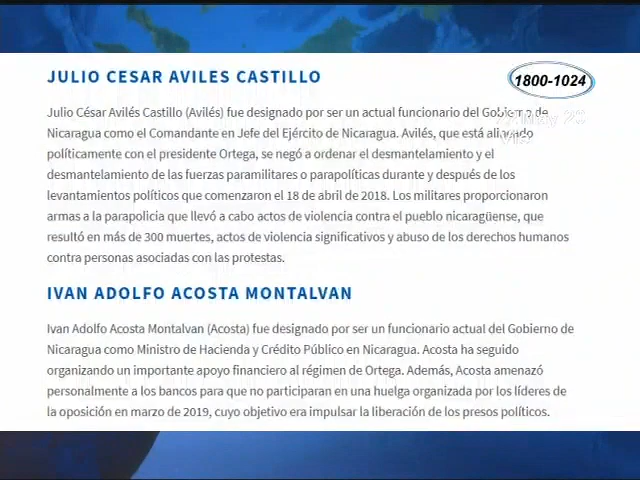 JULIO CESAR AVILES CASTILLO
1800-1024
Julio César Avilés Castillo (Avilés) fue designado por ser un actual funcionario del Gobierno de
Nicaragua como el Comandante en Jefe del Ejército de Nicaragua. Avilés, que está alineado
políticamente con el presidente Ortega, se negó a ordenar el desmantelamiento y el
desmantelamiento de las fuerzas paramilitares o parapolíticas durante y después de los
levantamientos políticos que comenzaron el 18 de abril de 2018. Los militares proporcionaron
armas a la parapolicia que llevó a cabo actos de violencia contra el pueblo nicaragüense, que
resultó en más de 300 muertes, actos de violencia significativos y abuso de los derechos humanos
contra personas asociadas con las protestas.
IVAN ADOLFO ACOSTA MONTALVAN
Ivan Adolfo Acosta Montalvan (Acosta) fue designado por ser un funcionario actual del Gobierno de
Nicaragua como Ministro de Hacienda y Crédito Público en Nicaragua. Acosta ha seguido
organizando un importante apoyo financiero al régimen de Ortega. Además, Acosta amenazó
personalmente a los bancos para que no participaran en una huelga organizada por los líderes de
la oposición en marzo de 2019, cuyo objetivo era impulsar la liberación de los presos políticos.